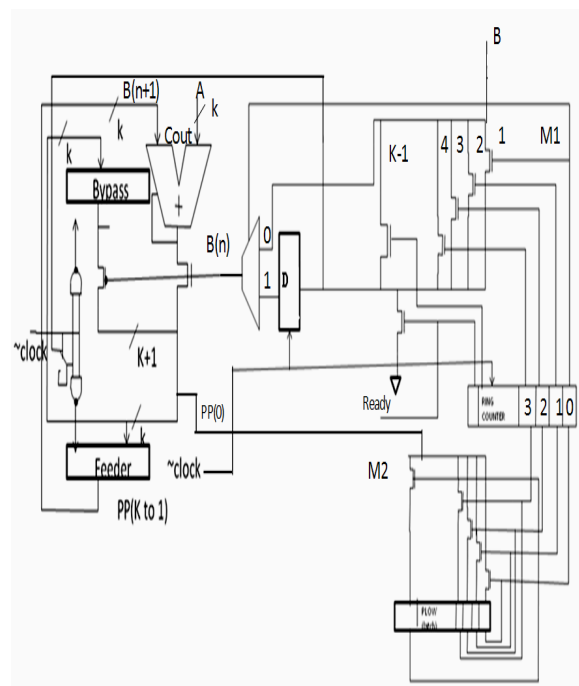 B
B(n+1)
A
k
k
Cout
k
K-1
4
3
2
1
M1
Bypass
+
B(n)
0
1
D
~clock
K+1
k
Ready
RING
COUNTER
3
2
1
0
PP(0)
Feeder
~clock
M2
PP(K to 1)
PLOW